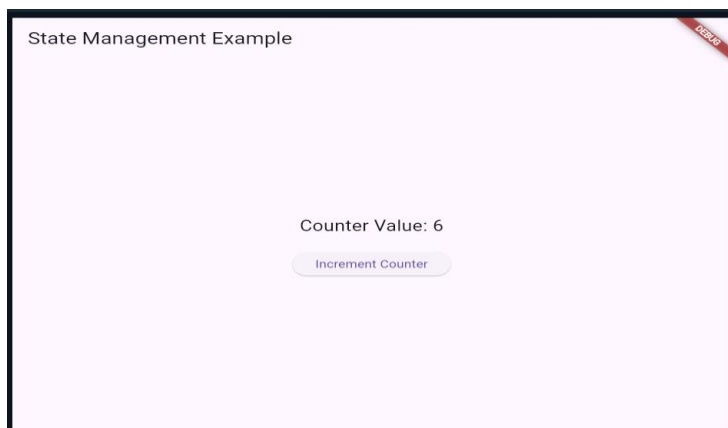 State Management Example
DEBUG
Counter Value: 6
Increment Counter